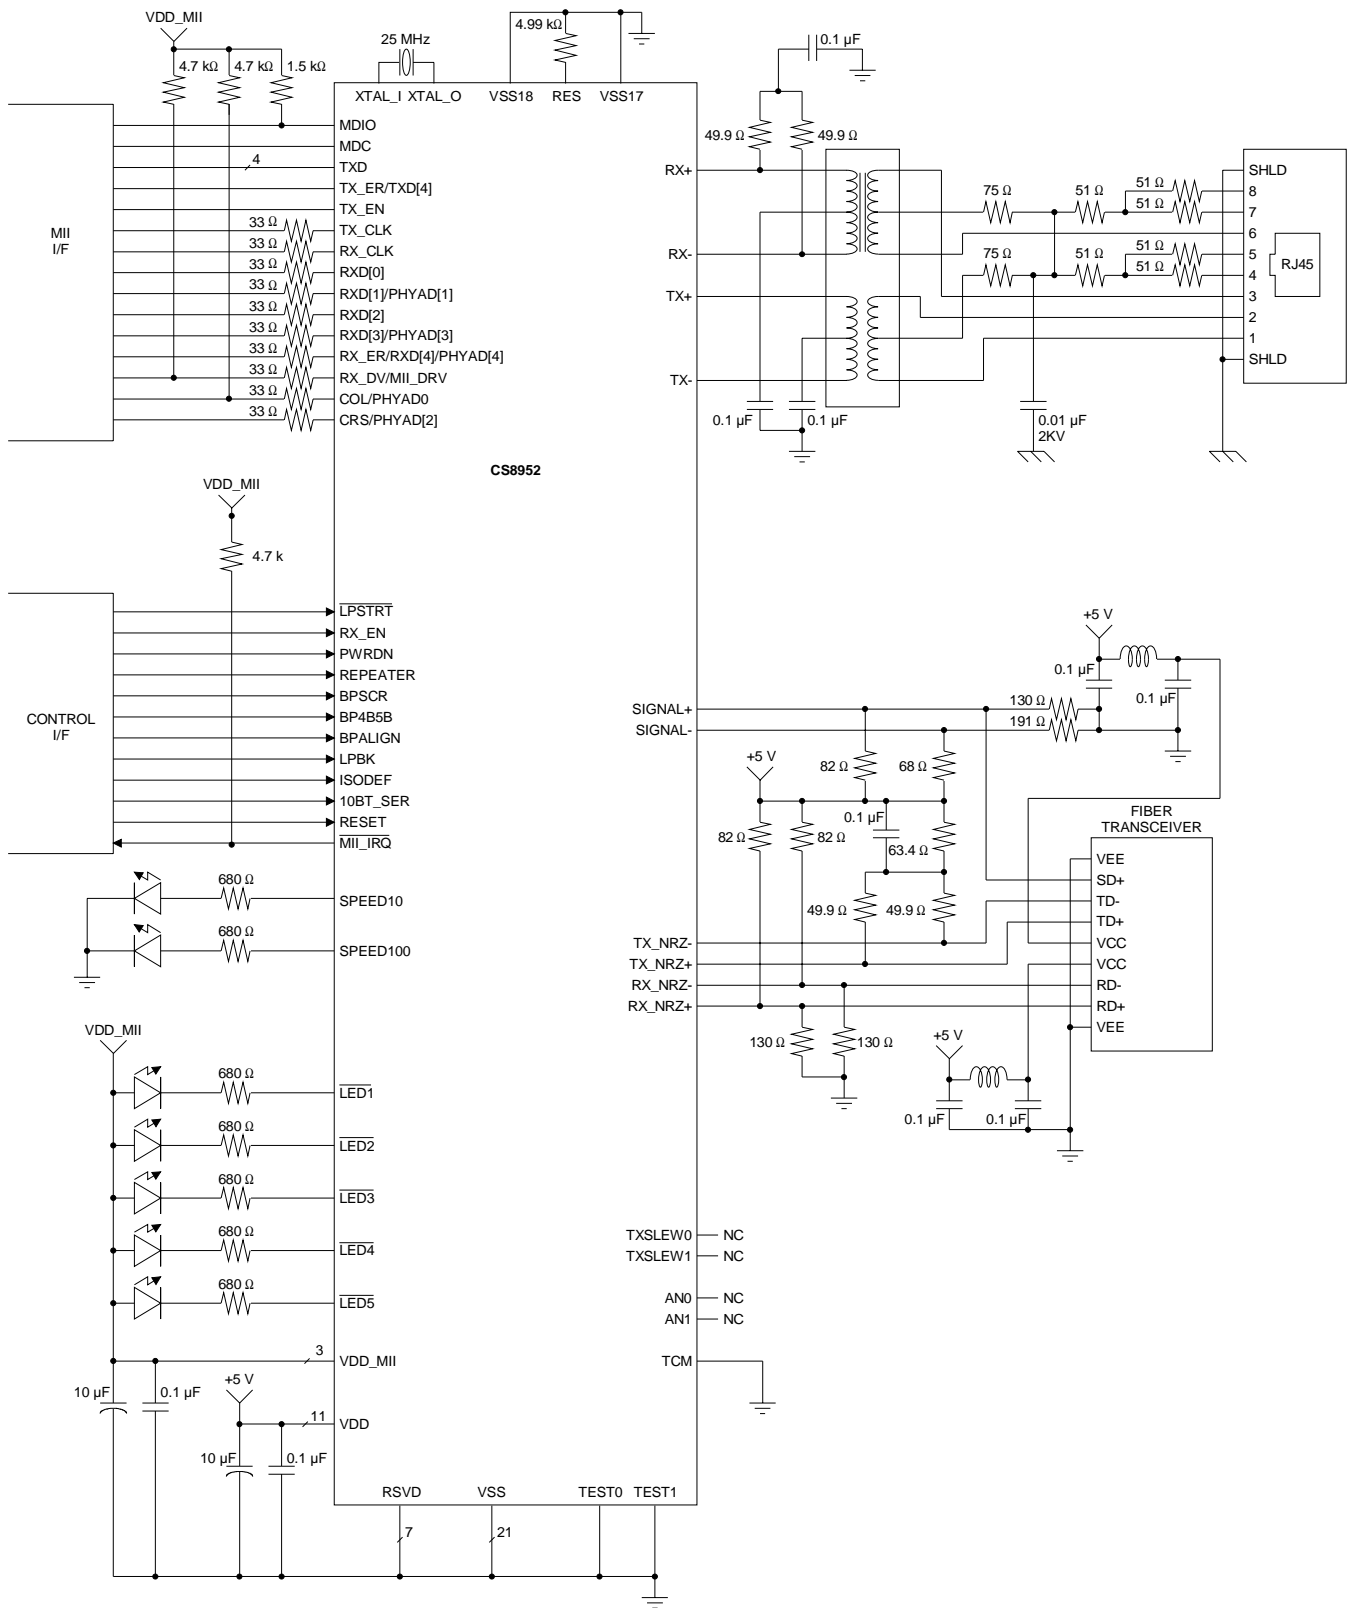 VDD_MII
4.7 kΩ 4.7 kΩ 1.5 kΩ
25 MHz
4.99 kΩ
0.1 µF
XTAL_I XTAL_O VSS18 RES VSS17
49.9 Ω 49.9 Ω
MII
I/F
MDIO
MDC
4 TXD
TX_ER/TXD[4]
TX_EN
33 Ω TX_CLK
33 Ω RX_CLK
33 Ω RXD[0]
33 Ω RXD[1]/PHYAD[1]
33 Ω RXD[2]
33 Ω RXD[3]/PHYAD[3]
33 Ω RX_ER/RXD[4]/PHYAD[4]
33 Ω RX_DV/MII_DRV
33 Ω COL/PHYAD0
33 Ω CRS/PHYAD[2]
RX+
RX-
TX+
TX-
0.1 µF 0.1 µF
75 Ω 51 Ω 51 Ω
51 Ω
75 Ω 51 Ω 51 Ω
51 Ω
0.01 µF
2KV
SHLD
8
7
6
5
4
3
2
1
SHLD
RJ45
CS8952
VDD_MII
4.7 k
CONTROL
I/F
LPSTRT
RX_EN
PWRDN
REPEATER
BPSCR
BP4B5B
BPALIGN
LPBK
ISODEF
10BT_SER
RESET
MII_IRQ
680 Ω SPEED10
680 Ω SPEED100
+5 V
0.1 µF 0.1 µF
SIGNAL+ 130 Ω
SIGNAL- 191 Ω
+5 V
82 Ω 68 Ω
82 Ω 82 Ω 0.1 µF 63.4 Ω
49.9 Ω 49.9 Ω
TX_NRZ-
TX_NRZ+
RX_NRZ-
RX_NRZ+
130 Ω 130 Ω
FIBER
TRANSCEIVER
VEE
SD+
TD-
TD+
VCC
VCC
RD-
RD+
VEE
+5 V
0.1 µF 0.1 µF
VDD_MII
680 Ω LED1
680 Ω LED2
680 Ω LED3
680 Ω LED4
680 Ω LED5
TXSLEW0 NC
TXSLEW1 NC
AN0 NC
AN1 NC
TCM
3 VDD_MII
10 µF 0.1 µF
+5 V
11 VDD
10 µF 0.1 µF
RSVD VSS TEST0 TEST1
7 21